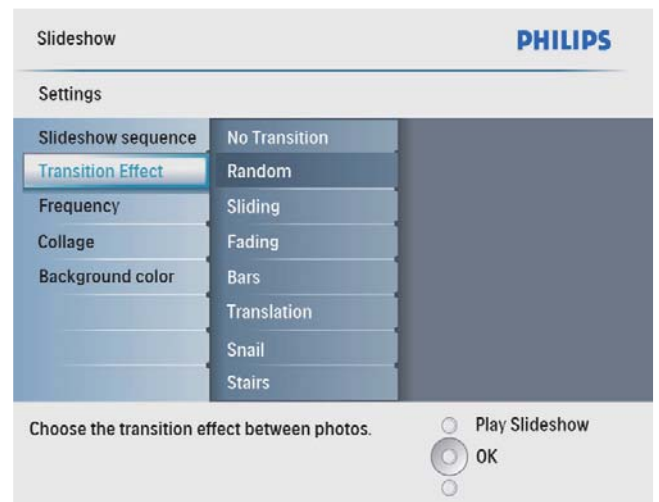 Slideshow
PHILIPS
Settings
Slideshow sequence
Transition Effect
Frequency
Collage
Background color
No Transition
Random
Sliding
Fading
Bars
Translation
Snail
Stairs
Choose the transition effect between photos.
Play Slideshow
OK